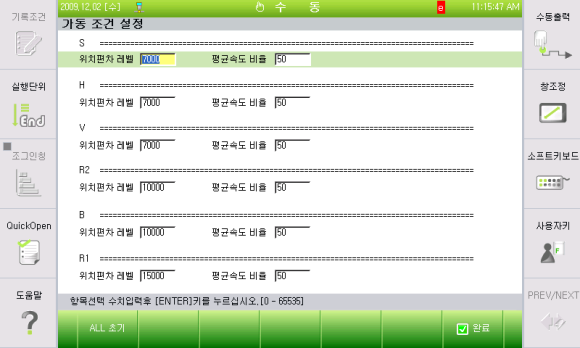 2009.12.02 [수] 수 동 e 11:15:47 AM
기록조건
수동출력
실행단위
End
창조정
조그인칭
소프트키보드
QuickOpen
사용자키
F
도움말
?
PREV/NEXT
가동 조건 설정
S ================================================
위치편차 레벨 7000 평균속도 비율 50
H ================================================
위치편차 레벨 7000 평균속도 비율 50
V ================================================
위치편차 레벨 7000 평균속도 비율 50
R2 ================================================
위치편차 레벨 10000 평균속도 비율 50
B ================================================
위치편차 레벨 10000 평균속도 비율 50
R1 ================================================
위치편차 레벨 15000 평균속도 비율 50
항목선택 수치입력후 [ENTER]키를 누르십시오.[0 - 65535]
ALL 초기 완료